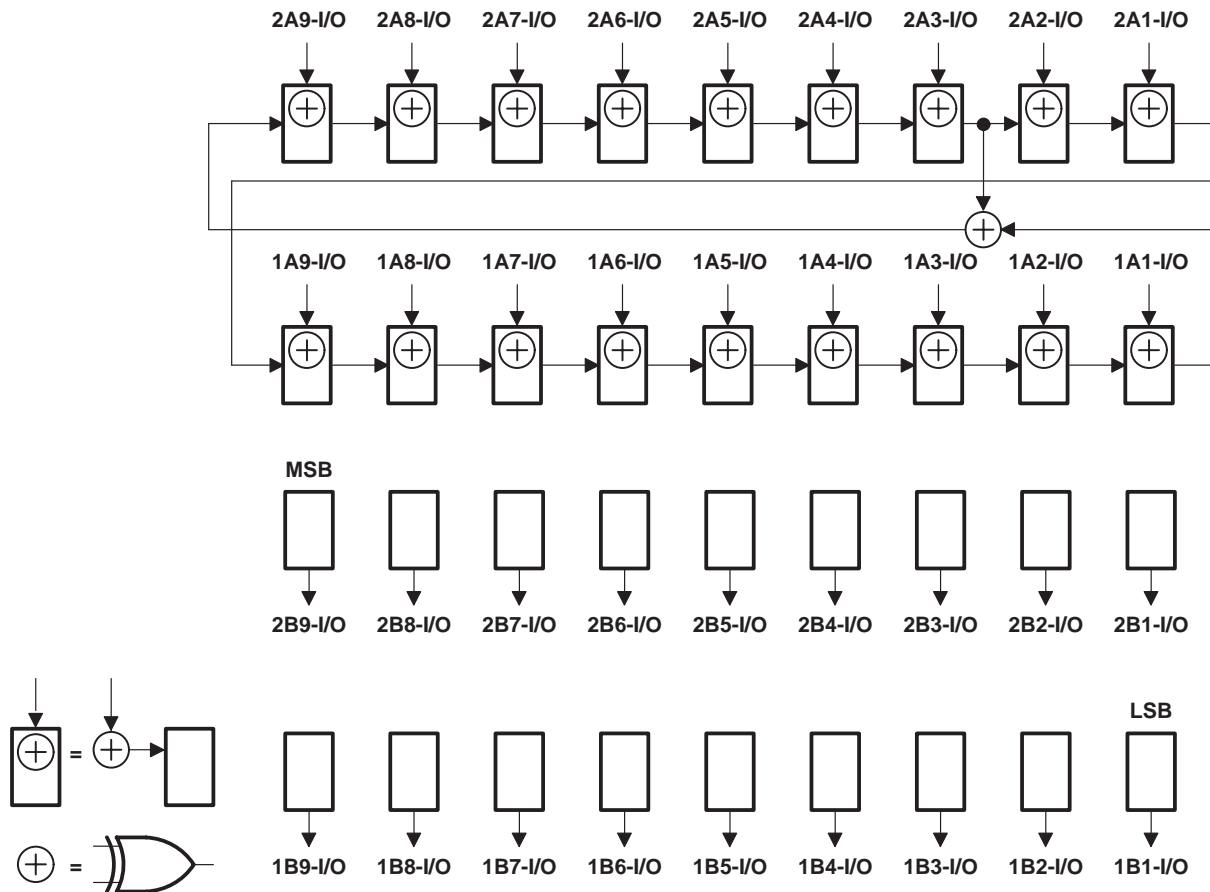 2A9-I/O 2A8-I/O 2A7-I/O 2A6-I/O 2A5-I/O 2A4-I/O 2A3-I/O 2A2-I/O 2A1-I/O
1A9-I/O 1A8-I/O 1A7-I/O 1A6-I/O 1A5-I/O 1A4-I/O 1A3-I/O 1A2-I/O 1A1-I/O
MSB
2B9-I/O 2B8-I/O 2B7-I/O 2B6-I/O 2B5-I/O 2B4-I/O 2B3-I/O 2B2-I/O 2B1-I/O
LSB
=
=
1B9-I/O 1B8-I/O 1B7-I/O 1B6-I/O 1B5-I/O 1B4-I/O 1B3-I/O 1B2-I/O 1B1-I/O